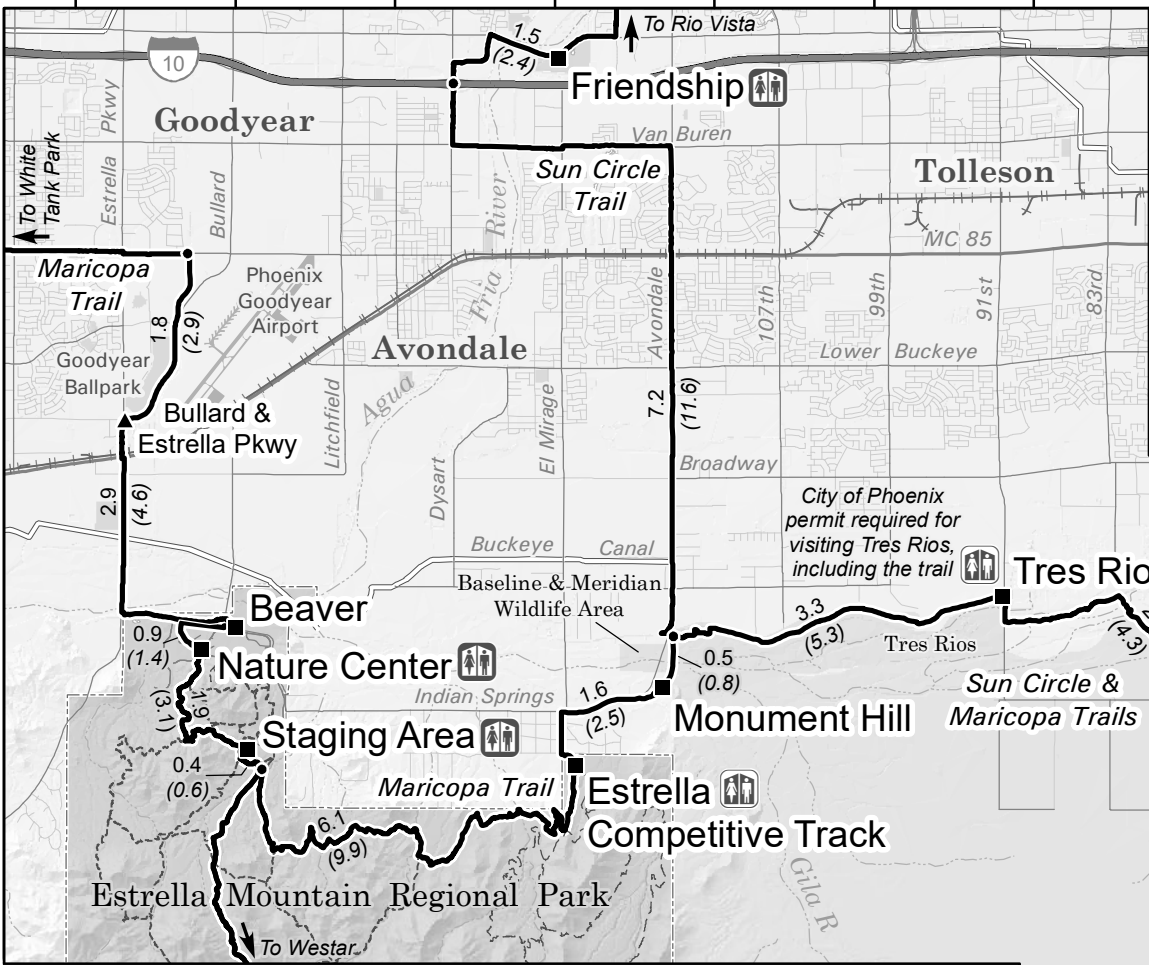 1.5
(2.4)
To Rio Vista
10
Friendship
Goodyear
Estrella Pkwy
Bullard
To White
Tank Park
Van Buren
Sun Circle
Trail
Tolleson
River
MC 85
Maricopa
Trail
Phoenix
Goodyear
Airport
Fria
Avondale
107th
99th
91st
83rd
1.8
(2.9)
Goodyear
Ballpark
Avondale
Lower Buckeye
Agua
Litchfield
El Mirage
7.2
(11.6)
Bullard &
Estrella Pkwy
Dysart
Broadway
2.9
(4.6)
City of Phoenix
permit required for
visiting Tres Rios,
including the trail
Buckeye Canal
Tres Rio
Baseline & Meridian
Wildlife Area
Beaver
3.3
(5.3)
Tres Rios
(4.3)
0.9
(1.4)
Nature Center
0.5
(0.8)
Indian Springs
1.6
(2.5)
Sun Circle &
Maricopa Trails
1.9
(3.1)
Monument Hill
Staging Area
0.4
(0.6)
Maricopa Trail
Estrella
Competitive Track
6.1
(9.9)
Gila R
Estrella Mountain Regional Park
To Westar